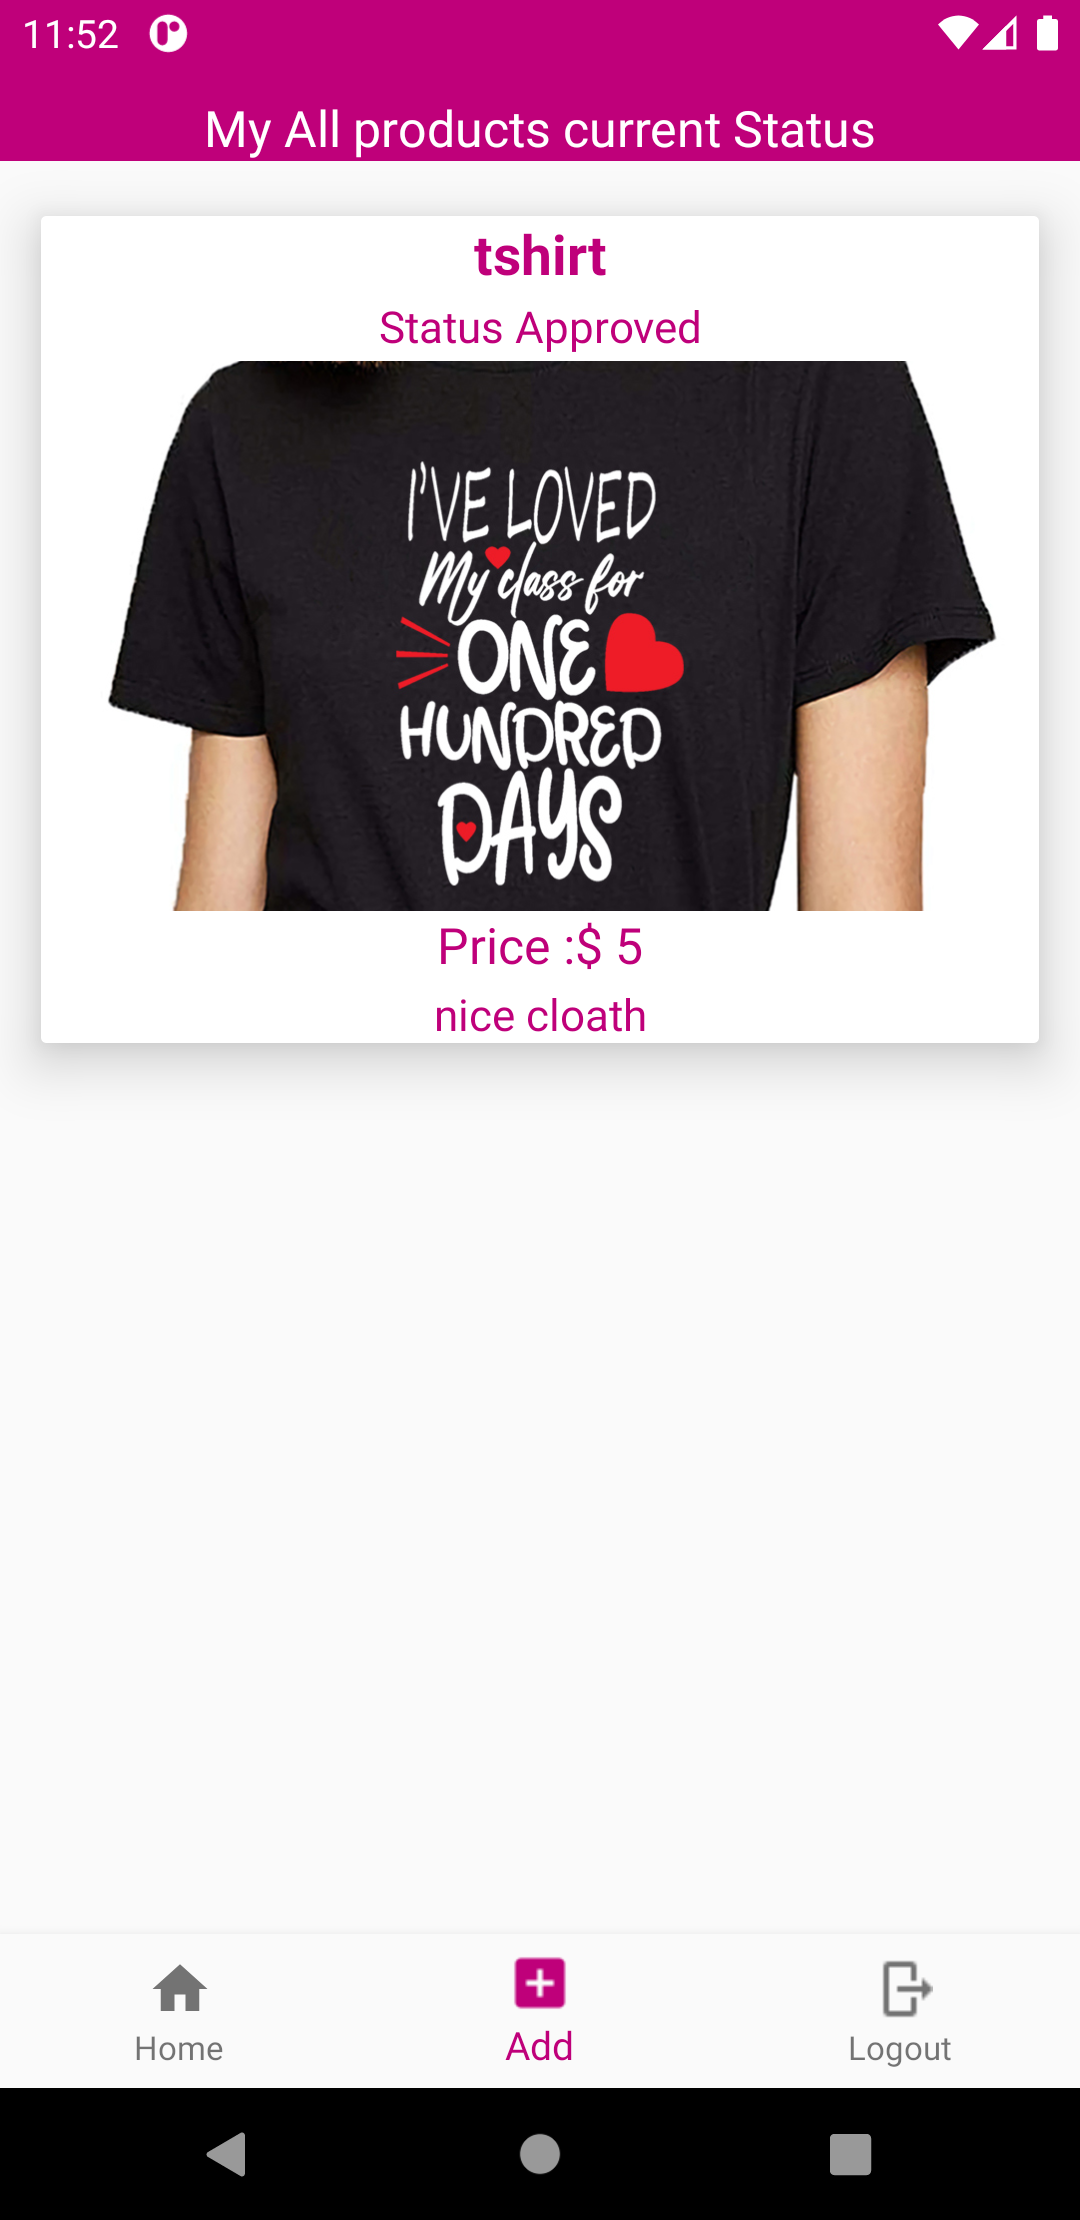 11:52
My All products current Status
tshirt
Status Approved
I'VE LOVED
My class for
ONE
HUNDRED
DAYS
Price :$ 5
nice cloath
Home
Add
Logout